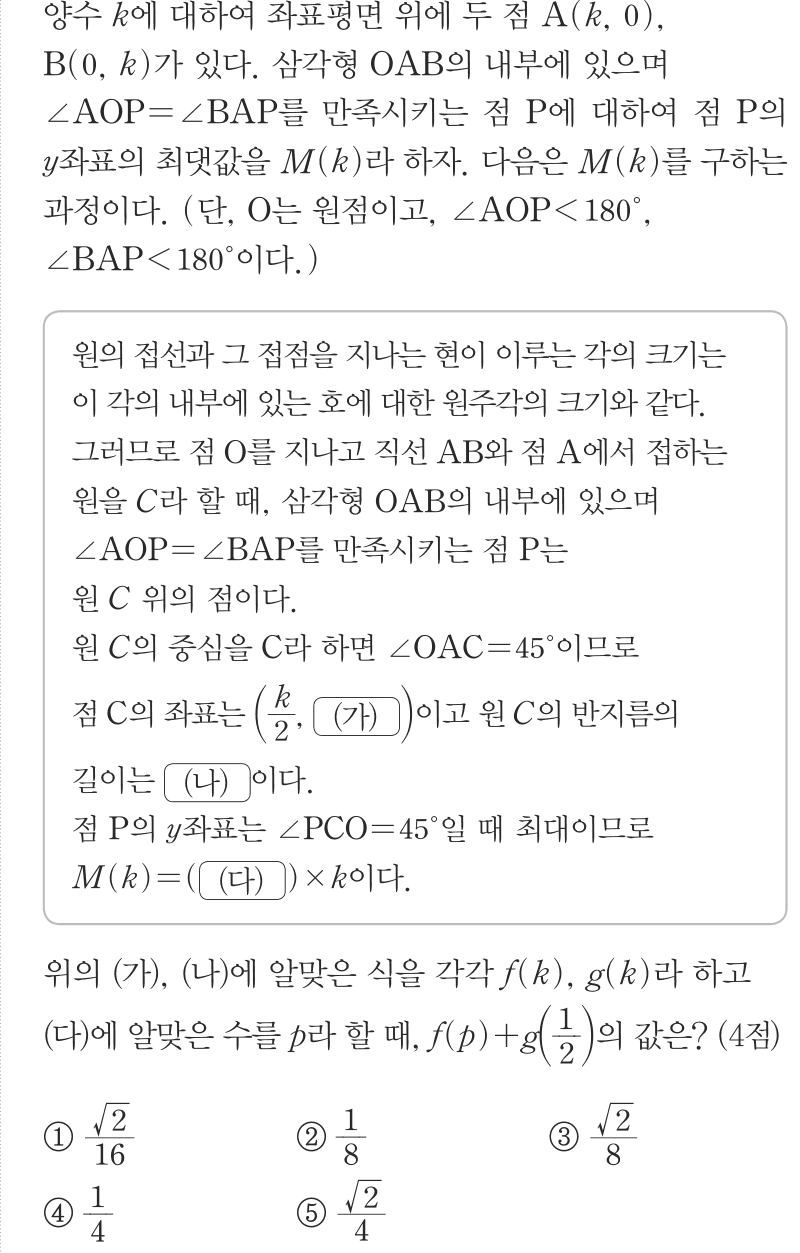 양수 k에 대하여 좌표평면 위에 두 점 A(k, 0),
B(0, k)가 있다. 삼각형 OAB의 내부에 있으며
∠AOP=∠BAP를 만족시키는 점 P에 대하여 점 P의
y좌표의 최댓값을 M(k)라 하자. 다음은 M(k)를 구하는
과정이다. (단, O는 원점이고, ∠AOP<180°,
∠BAP<180°이다.)
원의 접선과 그 접점을 지나는 현이 이루는 각의 크기는
이 각의 내부에 있는 호에 대한 원주각의 크기와 같다.
그러므로 점 O를 지나고 직선 AB와 점 A에서 접하는
원을 C라 할 때, 삼각형 OAB의 내부에 있으며
∠AOP=∠BAP를 만족시키는 점 P는
원 C 위의 점이다.
원 C의 중심을 C라 하면 ∠OAC=45°이므로
점 C의 좌표는 (k/2, (가))이고 원 C의 반지름의
길이는 (나)이다.
점 P의 y좌표는 ∠PCO=45°일 때 최대이므로
M(k)=((다))×k이다.
위의 (가), (나)에 알맞은 식을 각각 f(k), g(k)라 하고
(다)에 알맞은 수를 p라 할 때, f(p)+g(1/2)의 값은? (4점)
① √2/16 ② 1/8 ③ √2/8
④ 1/4 ⑤ √2/4